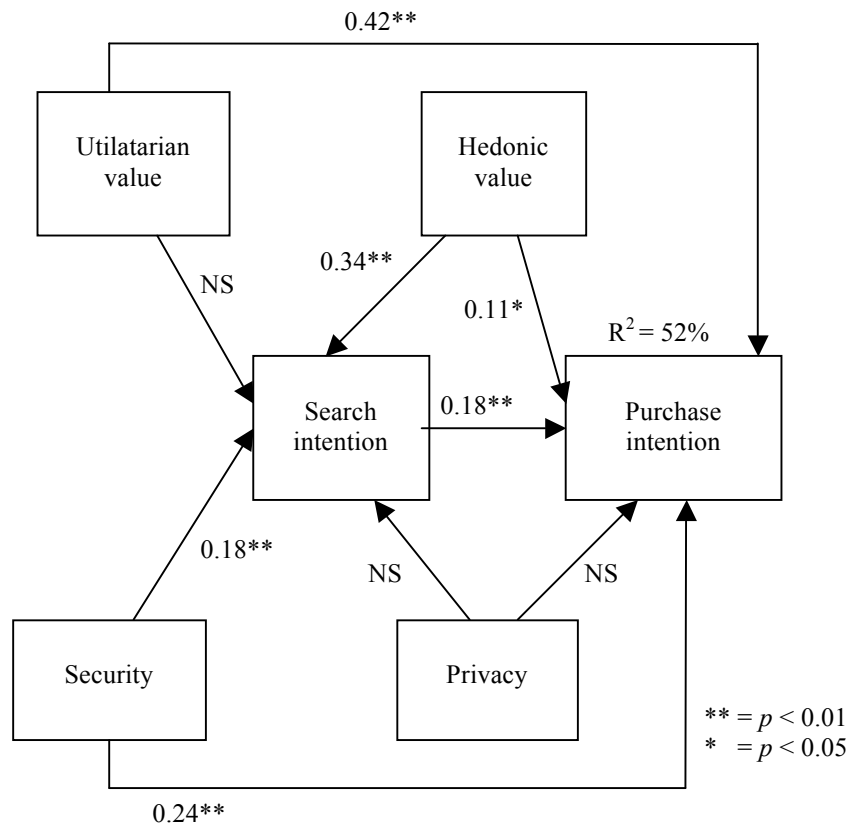 0.42**
Utilatarian
value
Hedonic
value
0.34**
NS
0.11*
R² = 52%
Search
intention
0.18**
Purchase
intention
0.18**
NS
NS
Security
Privacy
** = p < 0.01
* = p < 0.05
0.24**